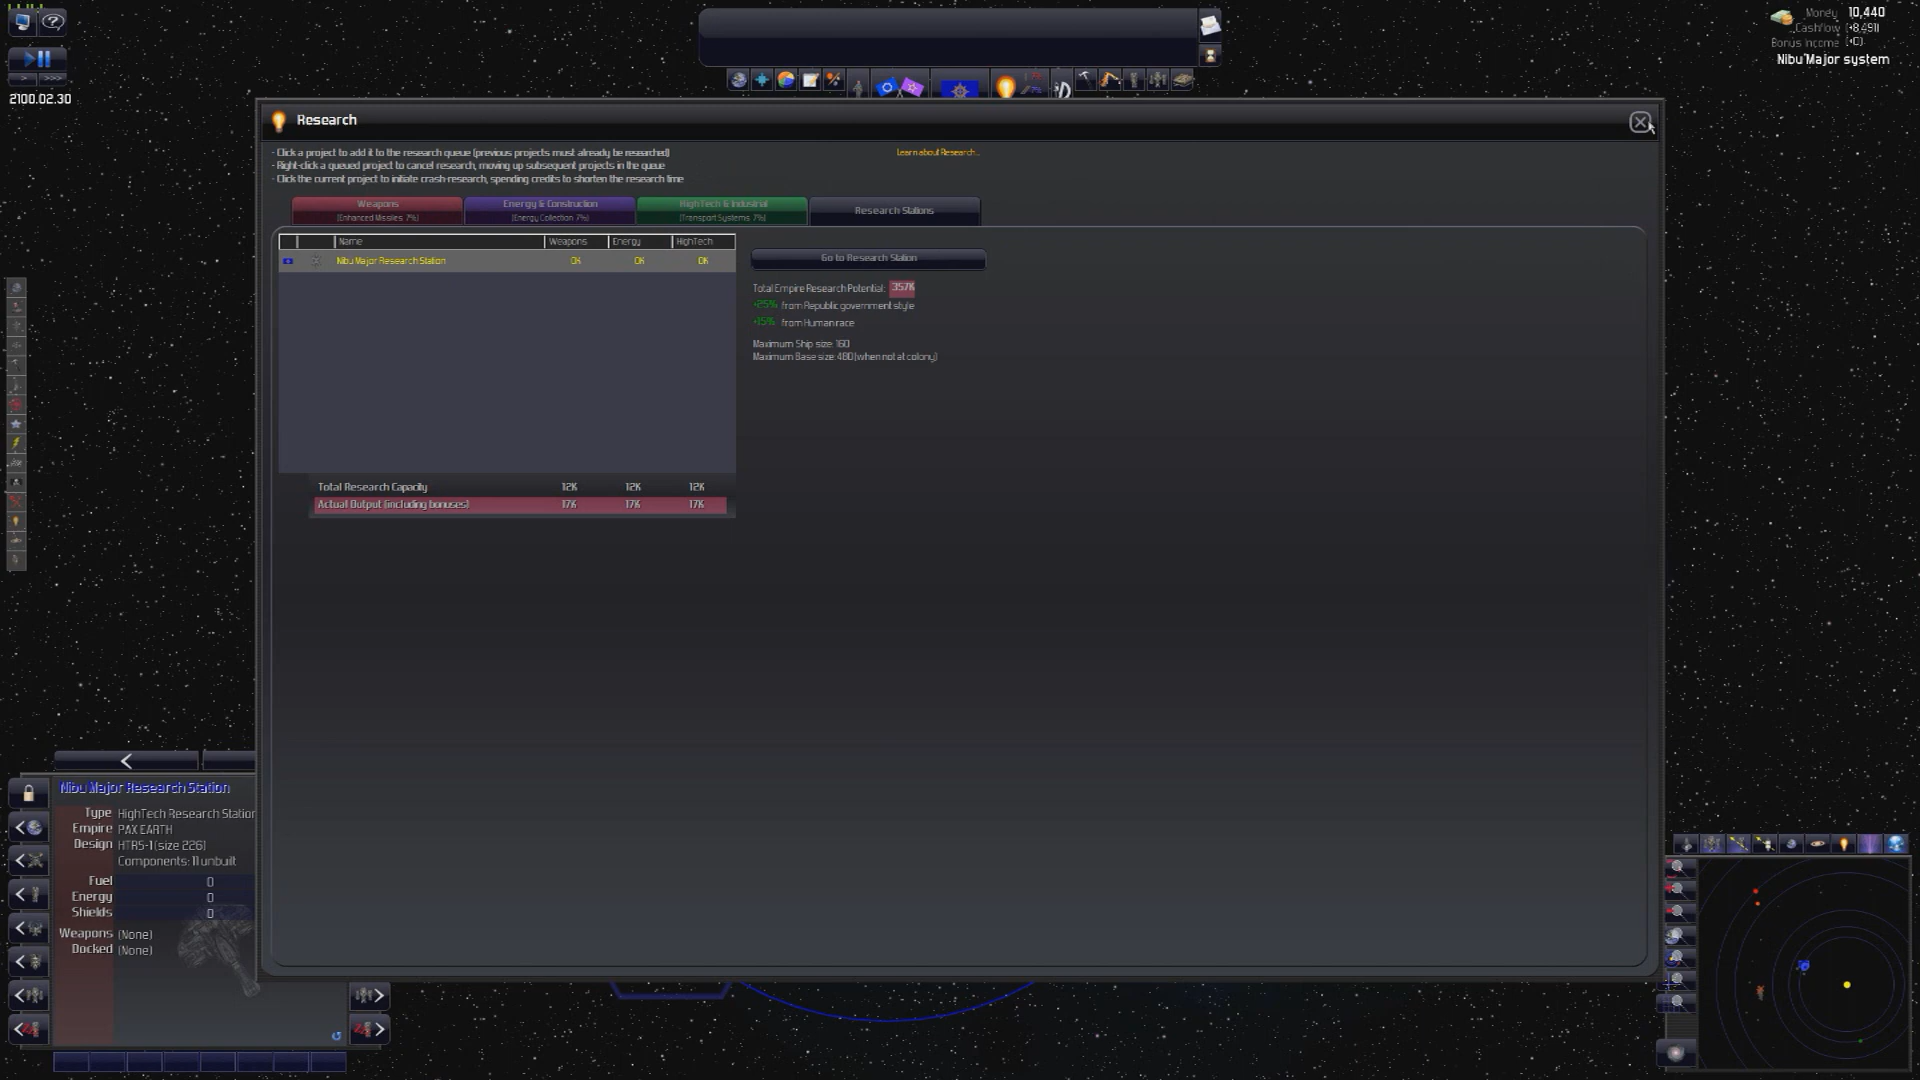 Money 10,440
Cashflow (-8,491)
Bonus Income (+0)
Nibu Major system
2100.02.30
Research
- Click a project to add it to the research queue (previous projects must already be researched)
- Right-click a queued project to cancel research, moving up subsequent projects in the queue
- Click the current project to initiate crash-research, spending credits to shorten the research time
Learn about Research...
Weapons
(Enhanced Missiles 7%)
Energy & Construction
(Energy Collection 7%)
HighTech & Industrial
(Transport Systems 7%)
Research Stations
Name Weapons Energy HighTech
Nibu Major Research Station 0K 0K 0K
Total Research Capacity 12K 12K 12K
Actual Output (including bonuses) 17K 17K 17K
Go to Research Station
Total Empire Research Potential: 357K
+25% from Republic government style
+15% from Human race
Maximum Ship size: 160
Maximum Base size: 480 (when not at colony)
Nibu Major Research Station
Type HighTech Research Station
Empire PAX EARTH
Design HTRS-1 (size 226)
Components: 11 unbuilt
Fuel 0
Energy 0
Shields 0
Weapons (None)
Docked (None)